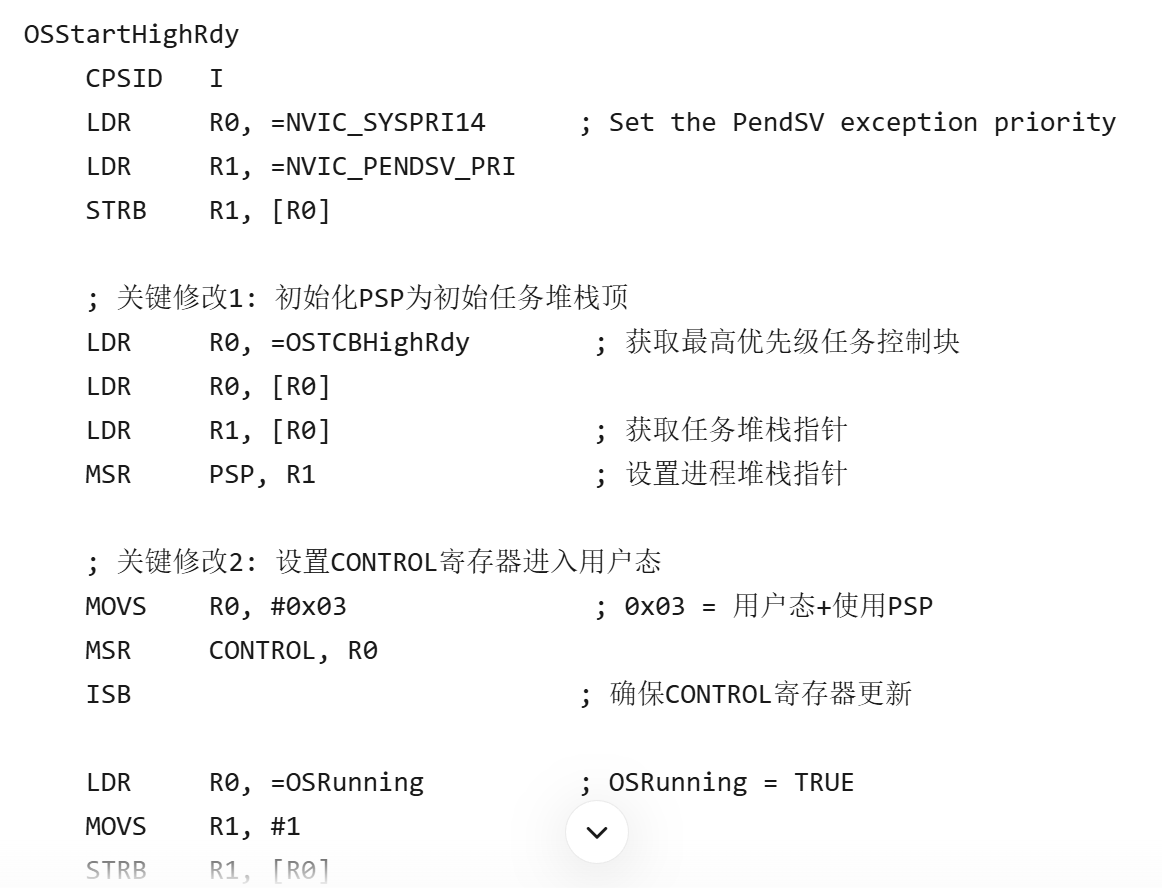 OSStartHighRdy
    CPSID   I
    LDR     R0, =NVIC_SYSPRI14      ; Set the PendSV exception priority
    LDR     R1, =NVIC_PENDSV_PRI
    STRB    R1, [R0]
    ; 关键修改1: 初始化PSP为初始任务堆栈顶
    LDR     R0, =OSTCBHighRdy        ; 获取最高优先级任务控制块
    LDR     R0, [R0]
    LDR     R1, [R0]                 ; 获取任务堆栈指针
    MSR     PSP, R1                  ; 设置进程堆栈指针
    ; 关键修改2: 设置CONTROL寄存器进入用户态
    MOVS    R0, #0x03                ; 0x03 = 用户态+使用PSP
    MSR     CONTROL, R0
    ISB                             ; 确保CONTROL寄存器更新
    LDR     R0, =OSRunning          ; OSRunning = TRUE
    MOVS    R1, #1
    STRB    R1, [R0]